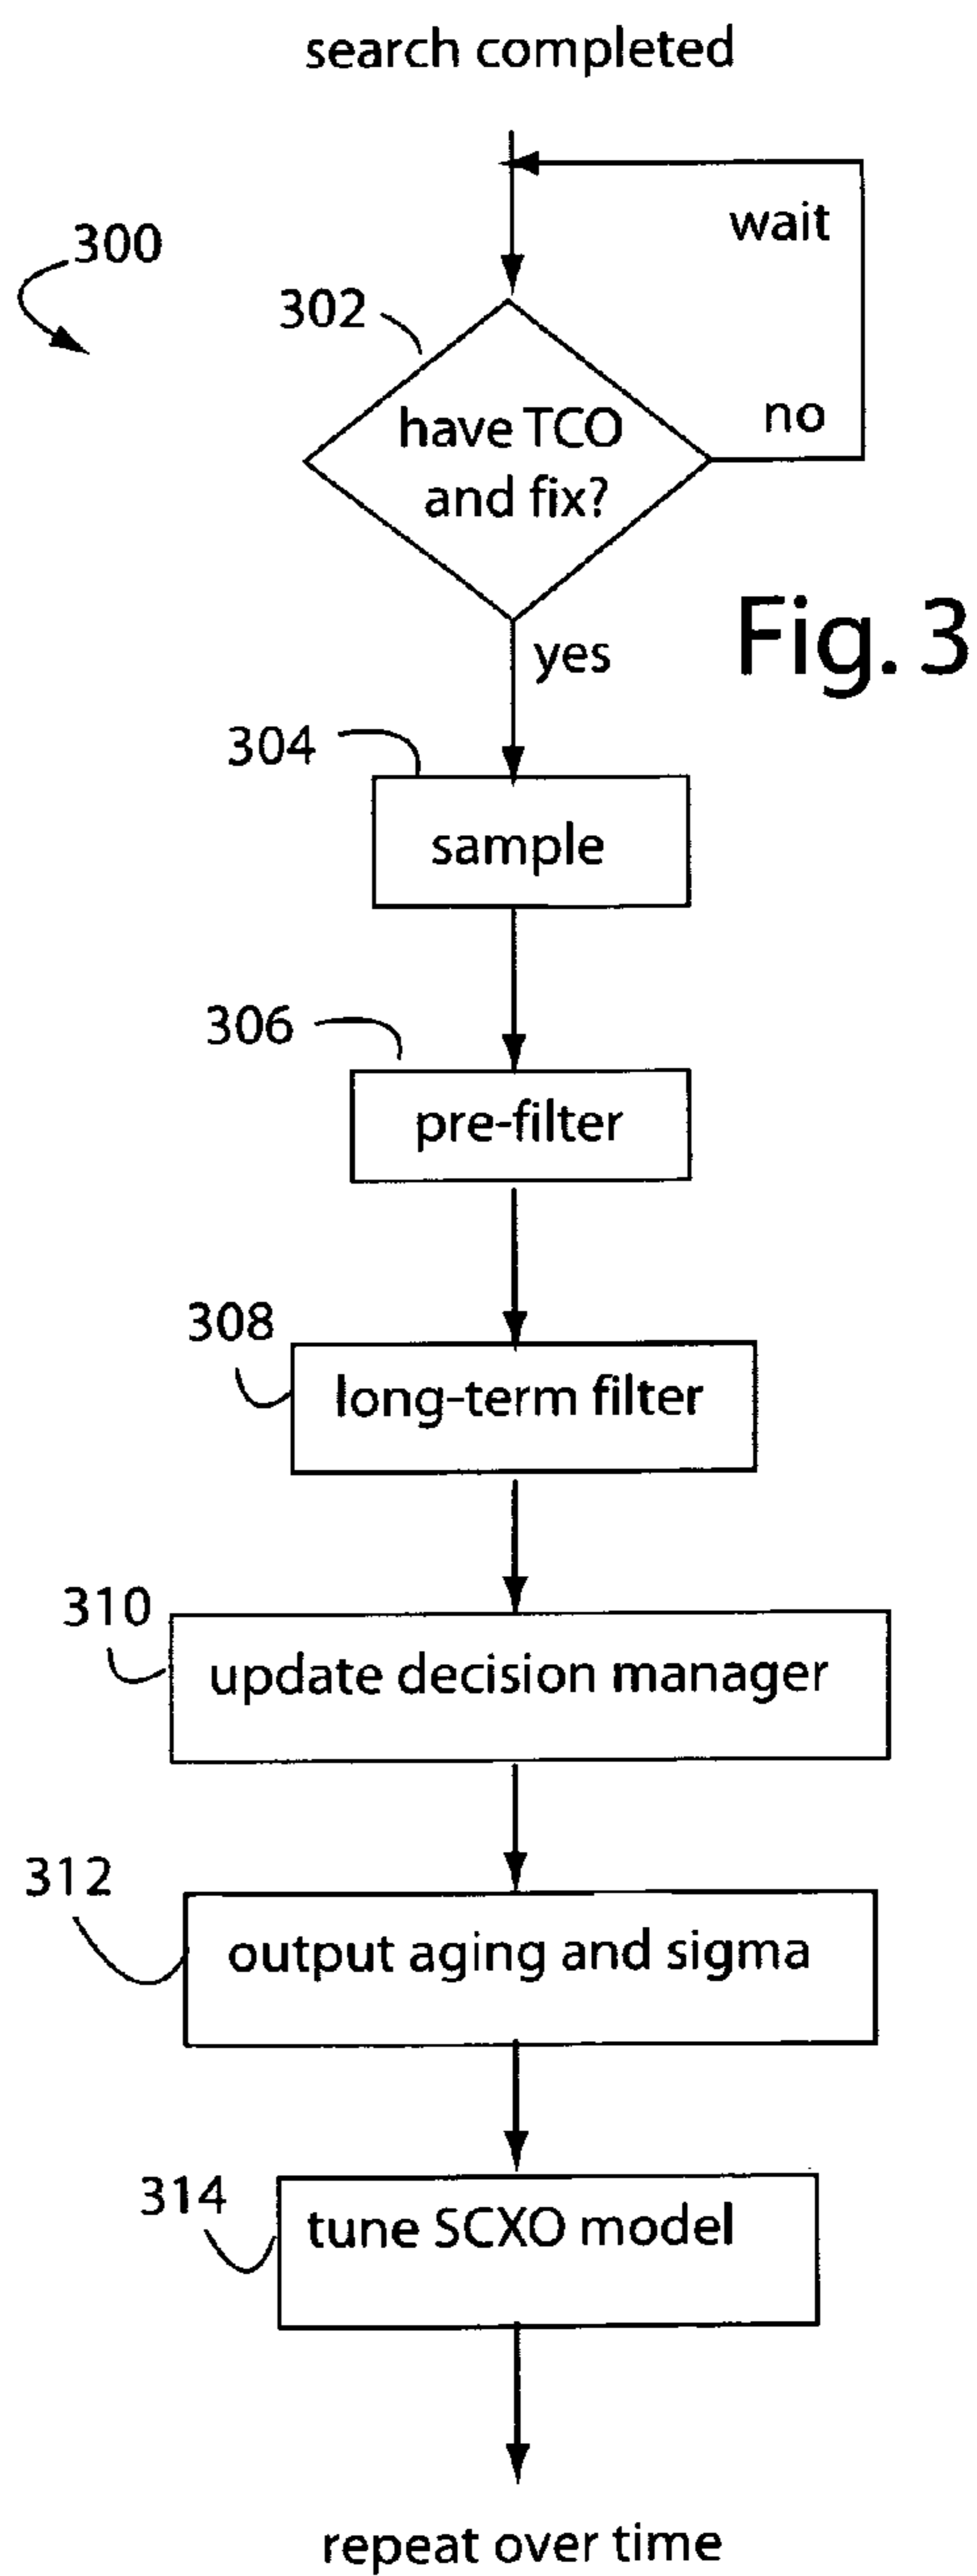 search completed
wait
300
302
have TCO
and fix?
no
yes
Fig. 3
304
sample
306
pre-filter
308
long-term filter
310
update decision manager
312
output aging and sigma
314
tune SCXO model
repeat over time